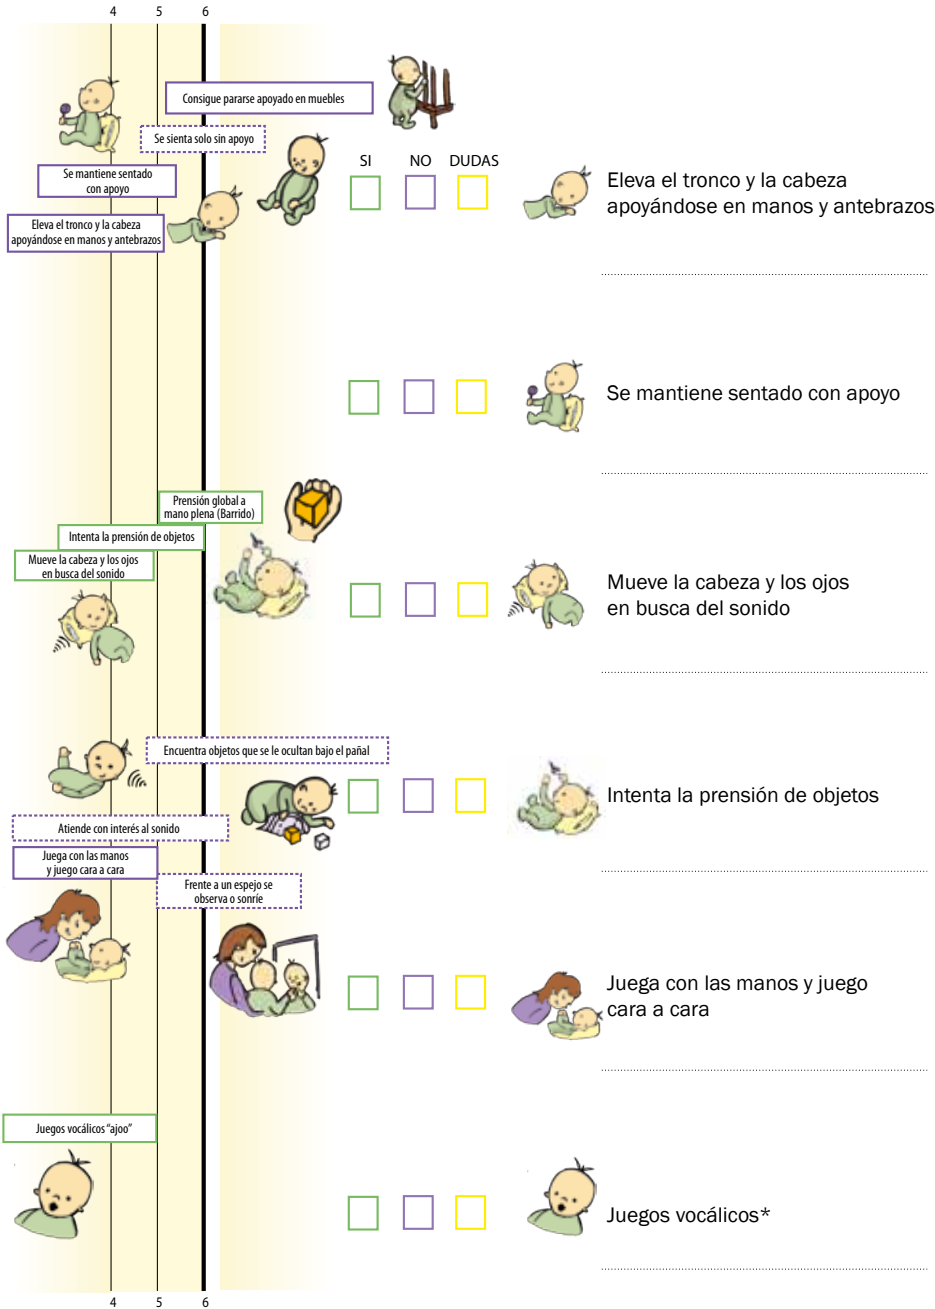 4 5 6
Consigue pararse apoyado en muebles
Se sienta solo sin apoyo
Se mantiene sentado
con apoyo
Eleva el tronco y la cabeza
apoyándose en manos y antebrazos
SI NO DUDAS
Eleva el tronco y la cabeza
apoyándose en manos y antebrazos
Se mantiene sentado con apoyo
Prensión global a
mano plena (Barrido)
Intenta la prensión de objetos
Mueve la cabeza y los ojos
en busca del sonido
Mueve la cabeza y los ojos
en busca del sonido
Encuentra objetos que se le ocultan bajo el pañal
Intenta la prensión de objetos
Atiende con interés al sonido
Juega con las manos
y juego cara a cara
Frente a un espejo se
observa o sonríe
Juega con las manos y juego
cara a cara
Juegos vocálicos "ajoo"
Juegos vocálicos*
4 5 6